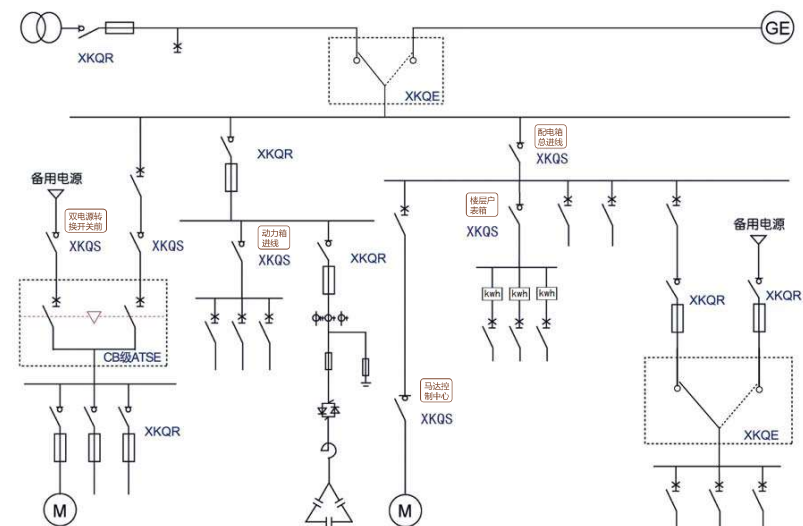 GE
XKQR
XKQE
配电箱
总进线
XKQR
XKQS
备用电源
楼层户
表箱
双电源转
换开关前
XKQS
XKQS
动力箱
进线
XKQS
XKQR
XKQS
备用电源
kwh
kwh
kwh
XKQR
XKQR
CB级ATSE
马达控
制中心
XKQS
XKQR
XKQE
M
M